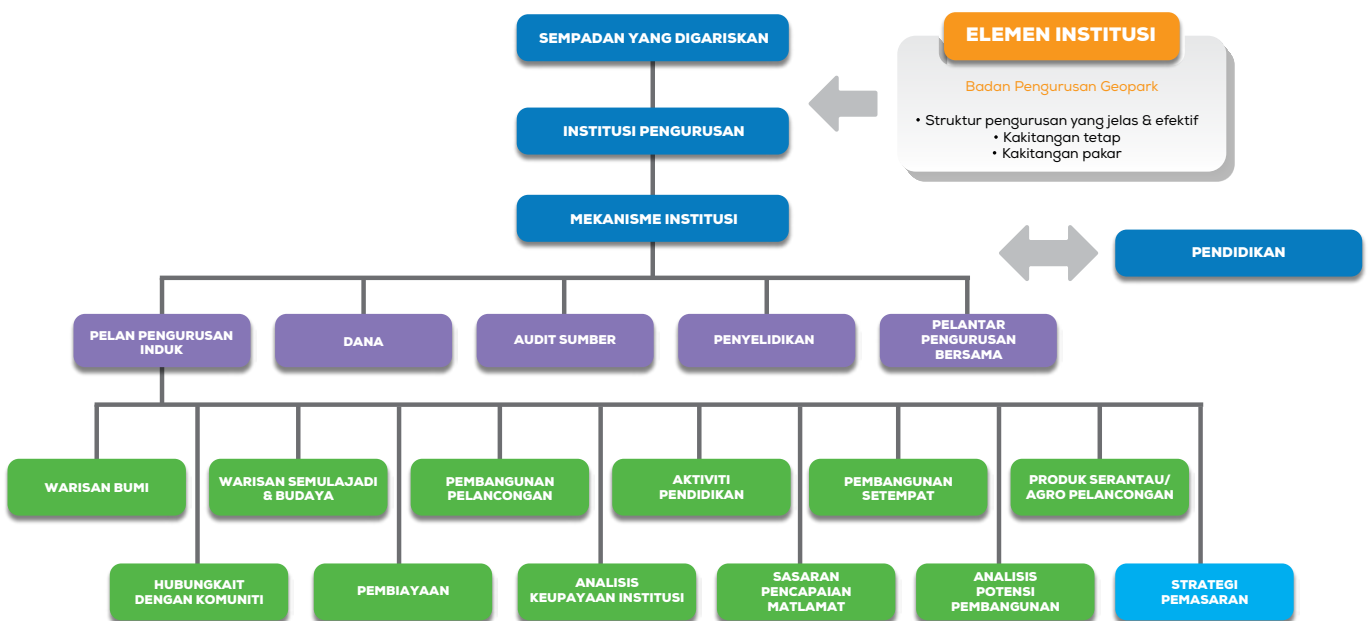 SEMPADAN YANG DIGARISKAN
ELEMEN INSTITUSI
Badan Pengurusan Geopark
• Struktur pengurusan yang jelas & efektif
• Kakitangan tetap
• Kakitangan pakar
INSTITUSI PENGURUSAN
MEKANISME INSTITUSI
PENDIDIKAN
PELAN PENGURUSAN
INDUK
DANA
AUDIT SUMBER
PENYELIDIKAN
PELANTAR
PENGURUSAN
BERSAMA
WARISAN BUMI
WARISAN SEMULAJADI
& BUDAYA
PEMBANGUNAN
PELANCONGAN
AKTIVITI
PENDIDIKAN
PEMBANGUNAN
SETEMPAT
PRODUK SERANTAU/
AGRO PELANCONGAN
HUBUNGKAIT
DENGAN KOMUNITI
PEMBIAYAAN
ANALISIS
KEUPAYAAN INSTITUSI
SASARAN
PENCAPAIAN
MATLAMAT
ANALISIS
POTENSI
PEMBANGUNAN
STRATEGI
PEMASARAN